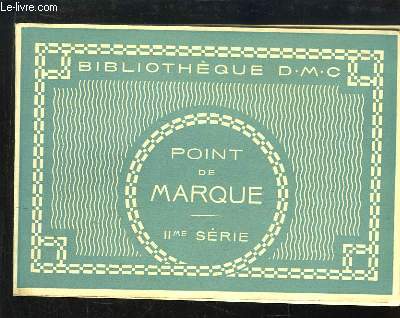 Le-livre.com
BIBLIOTHÈQUE D·M·C
POINT
DE
MARQUE
IIME SÉRIE